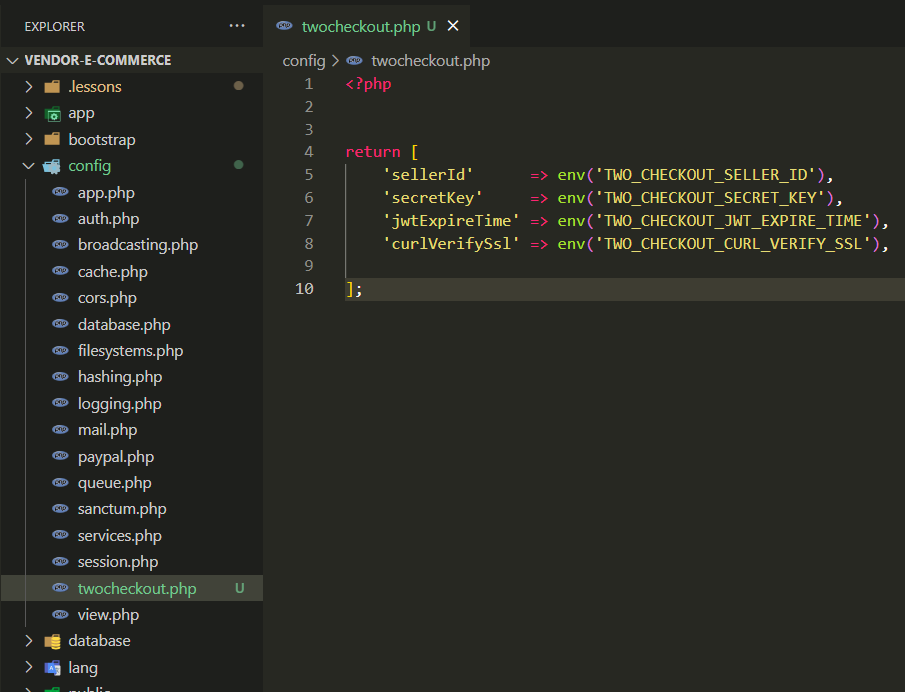 EXPLORER
···
twocheckout.php U ×
VENDOR-E-COMMERCE
config > twocheckout.php
.lessons
app
bootstrap
config
app.php
auth.php
broadcasting.php
cache.php
cors.php
database.php
filesystems.php
hashing.php
logging.php
mail.php
paypal.php
queue.php
sanctum.php
services.php
session.php
twocheckout.php U
view.php
database
lang
public
1 <?php
2
3
4 return [
5     'sellerId'      => env('TWO_CHECKOUT_SELLER_ID'),
6     'secretKey'     => env('TWO_CHECKOUT_SECRET_KEY'),
7     'jwtExpireTime' => env('TWO_CHECKOUT_JWT_EXPIRE_TIME'),
8     'curlVerifySsl' => env('TWO_CHECKOUT_CURL_VERIFY_SSL'),
9
10 ];